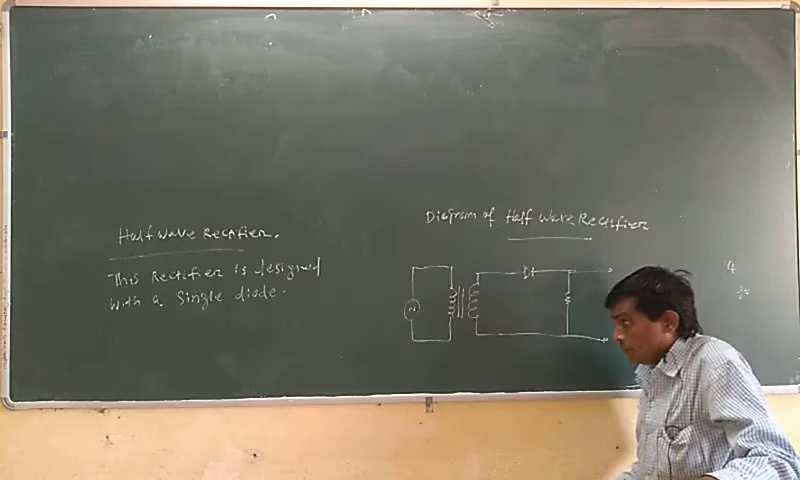 Half wave Rectifier.
This Rectifier is designed
with a single diode.
Diagram of Half wave Rectifier
N